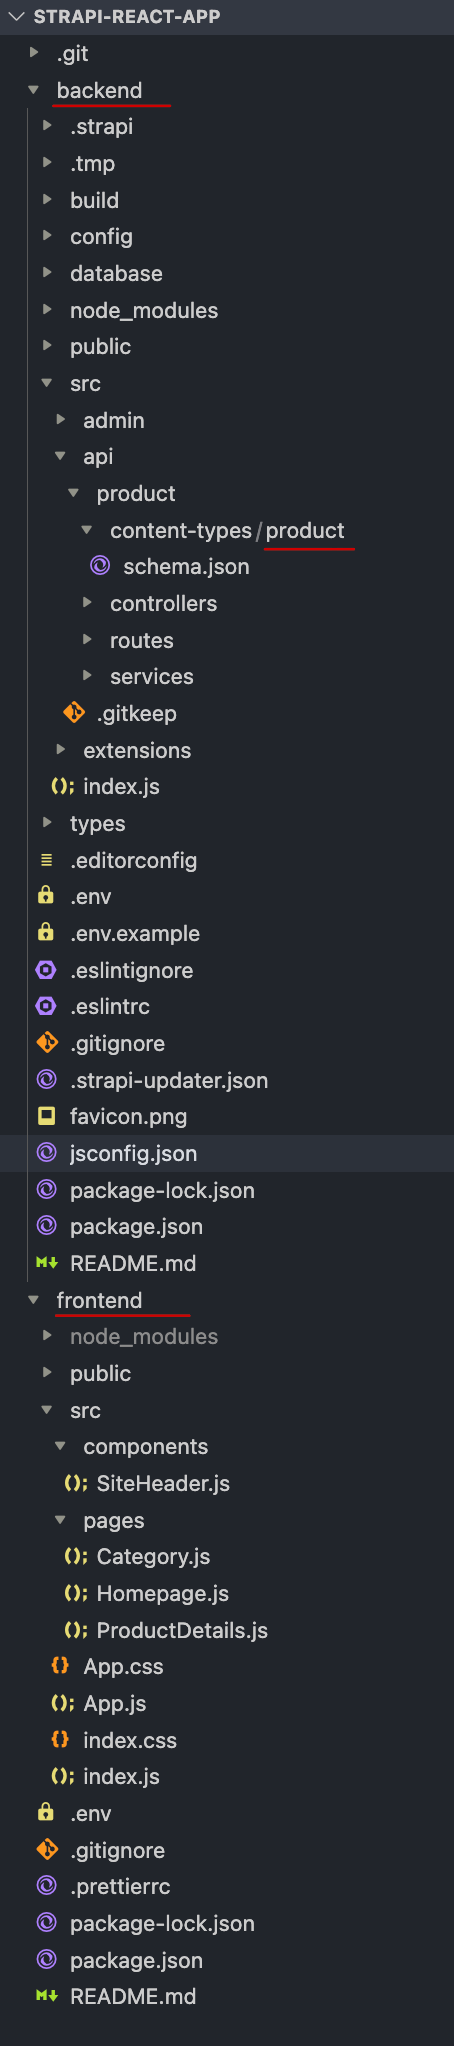 STRAPI-REACT-APP
.git
backend
.strapi
.tmp
build
config
database
node_modules
public
src
admin
api
product
content-types/product
schema.json
controllers
routes
services
.gitkeep
extensions
index.js
types
.editorconfig
.env
.env.example
.eslintignore
.eslintrc
.gitignore
.strapi-updater.json
favicon.png
jsconfig.json
package-lock.json
package.json
README.md
frontend
node_modules
public
src
components
SiteHeader.js
pages
Category.js
Homepage.js
ProductDetails.js
App.css
App.js
index.css
index.js
.env
.gitignore
.prettierrc
package-lock.json
package.json
README.md